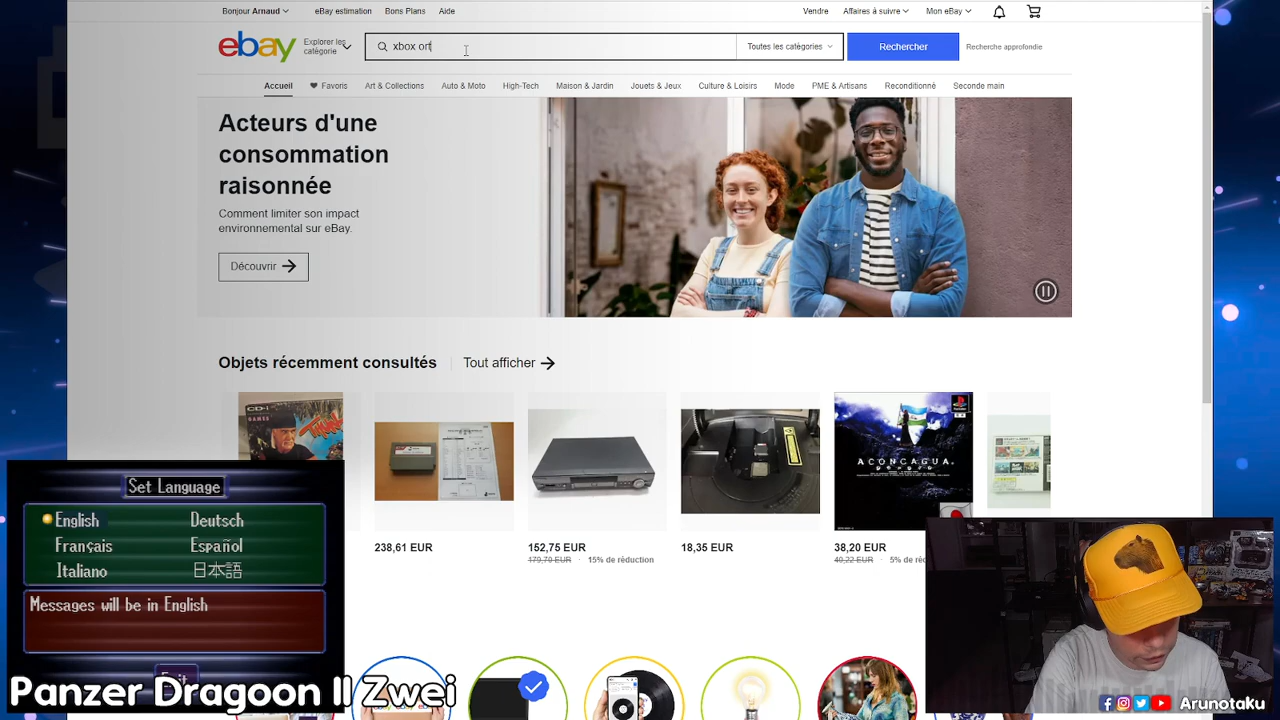 Bonjour Arnaud
eBay estimation
Bons Plans
Aide
Vendre
Affaires à suivre
Mon eBay
ebay
Explorer les catégorie
xbox ort
Toutes les catégories
Rechercher
Recherche approfondie
Accueil
Favoris
Art & Collections
Auto & Moto
High-Tech
Maison & Jardin
Jouets & Jeux
Culture & Loisirs
Mode
PME & Artisans
Reconditionné
Seconde main
Acteurs d'une
consommation
raisonnée
Comment limiter son impact
environnemental sur eBay.
Découvrir
Objets récemment consultés
Tout afficher
CD-i
GAMES
ACONCAGUA
238,61 EUR
152,75 EUR
179,70 EUR · 15% de réduction
18,35 EUR
38,20 EUR
40,22 EUR · 5% de réd
Set Language
English
Deutsch
Français
Español
Italiano
日本語
Messages will be in English
Exit
Panzer Dragoon II Zwei
Arunotaku